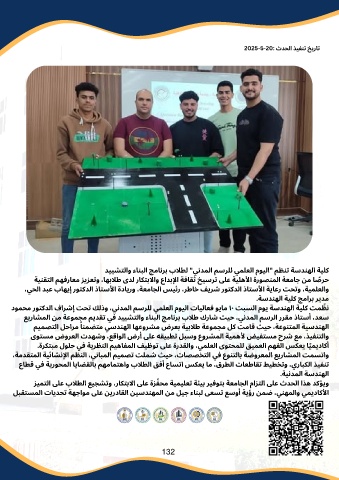 تاريخ تنفيذ الحدث :20-5-2025
كلية الهندسة تنظم "اليوم العلمي للرسم المدني" لطلاب برنامج البناء والتشييد
حرصًا من جامعة المنصورة الأهلية على ترسيخ ثقافة الإبداع والابتكار لدى طلابها، وتعزيز معارفهم التقنية
والعلمية، وتحت رعاية الأستاذ الدكتور شريف خاطر، رئيس الجامعة، وريادة الأستاذ الدكتور إيهاب عبد الحي،
مدير برامج كلية الهندسة.
نظّمت كلية الهندسة يوم السبت ١٠ مايو فعاليات اليوم العلمي للرسم المدني، وذلك تحت إشراف الدكتور محمود
سعد، أستاذ مقرر الرسم المدني، حيث شارك طلاب برنامج البناء والتشييد في تقديم مجموعة من المشاريع
الهندسية المتنوعة، حيث قامت كل مجموعة طلابية بعرض مشروعها الهندسي متضمنًا مراحل التصميم
والتنفيذ، مع شرح مستفيض لأهمية المشروع وسبل تطبيقه على أرض الواقع، وشهدت العروض مستوى
أكاديميًا يعكس الفهم العميق للمحتوى العلمي، والقدرة على توظيف المفاهيم النظرية في حلول مبتكرة.
واتسمت المشاريع المعروضة بالتنوع في التخصصات، حيث شملت تصميم المباني، النظم الإنشائية المتقدمة،
تنفيذ الكباري، وتخطيط تقاطعات الطرق، ما يعكس اتساع أفق الطلاب واهتمامهم بالقضايا المحورية في قطاع
الهندسة المدنية.
ويؤكد هذا الحدث على التزام الجامعة بتوفير بيئة تعليمية محفّزة على الابتكار، وتشجيع الطلاب على التميز
الأكاديمي والمهني، ضمن رؤية أوسع تسعى لبناء جيل من المهندسين القادرين على مواجهة تحديات المستقبل
132